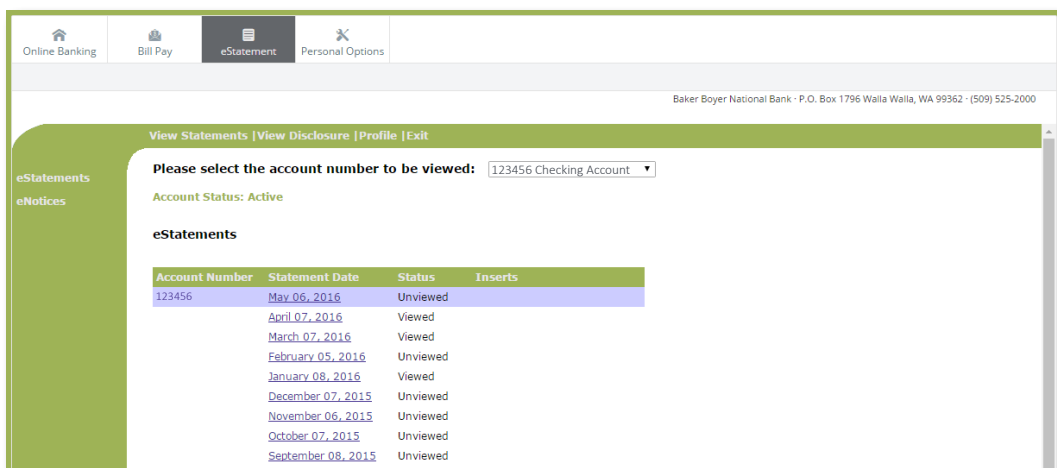 Online Banking Bill Pay eStatement Personal Options
Baker Boyer National Bank · P.O. Box 1796 Walla Walla, WA 99362 · (509) 525-2000
View Statements |View Disclosure |Profile |Exit
eStatements
eNotices
Please select the account number to be viewed: 123456 Checking Account
Account Status: Active
eStatements
Account Number Statement Date Status Inserts
123456 May 06, 2016 Unviewed
April 07, 2016 Viewed
March 07, 2016 Viewed
February 05, 2016 Unviewed
January 08, 2016 Viewed
December 07, 2015 Unviewed
November 06, 2015 Unviewed
October 07, 2015 Unviewed
September 08, 2015 Unviewed